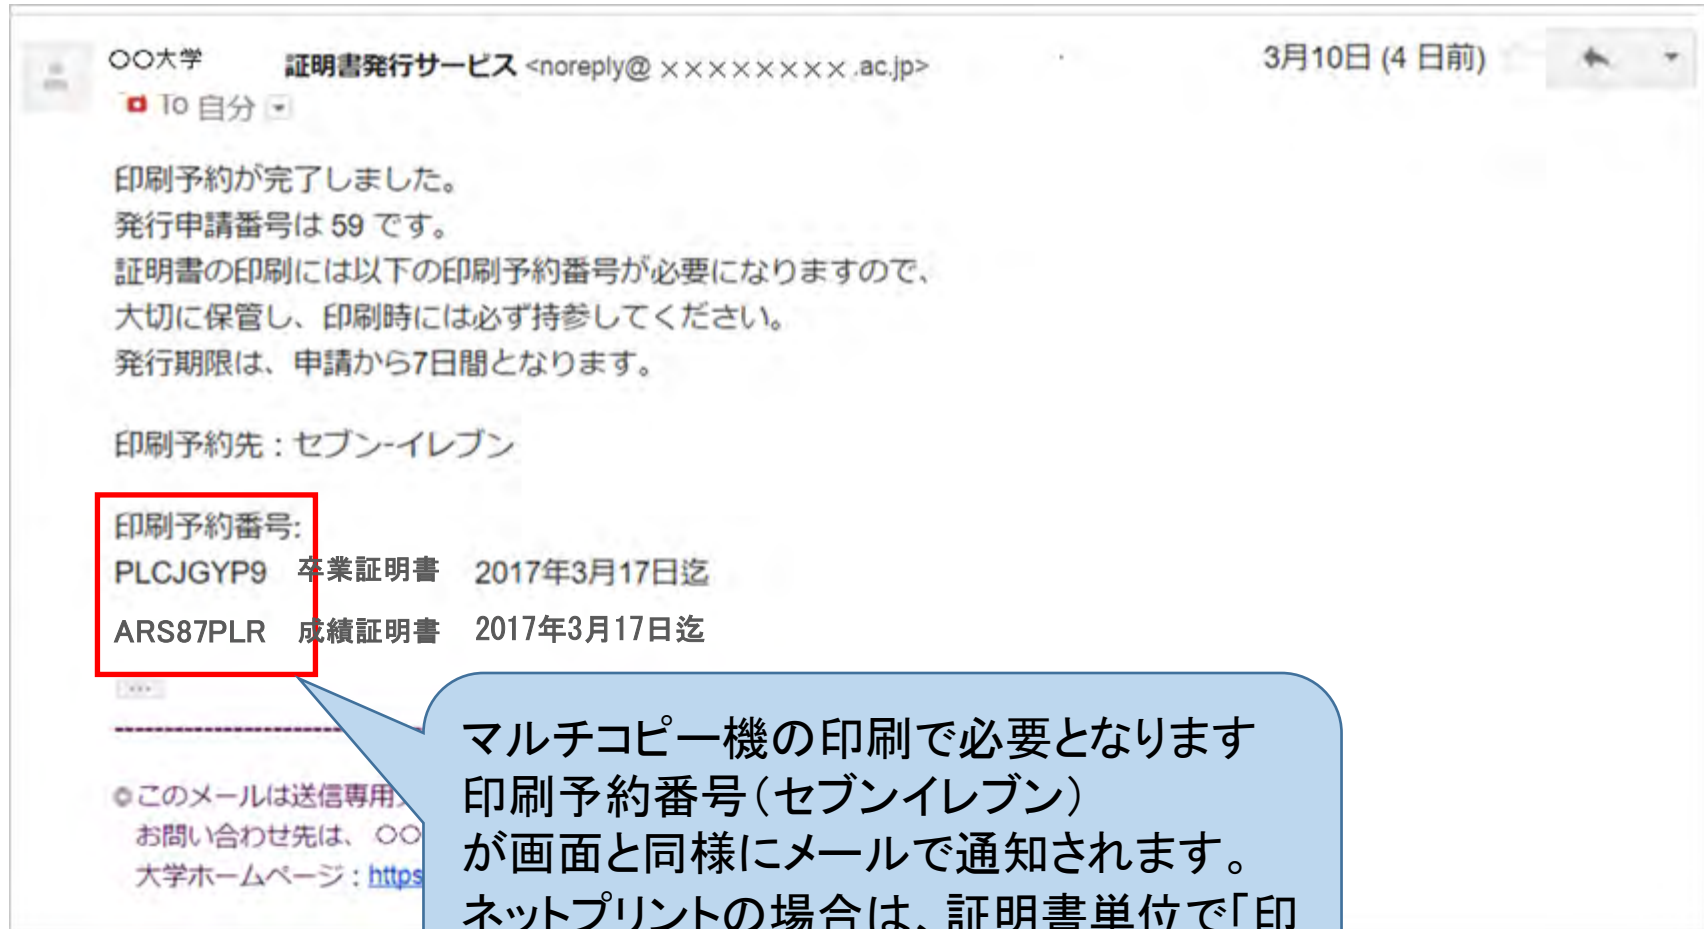 〇〇大学 証明書発行サービス <noreply@ ×××××××× .ac.jp> 3月10日 (4 日前)
To 自分
印刷予約が完了しました。
発行申請番号は 59 です。
証明書の印刷には以下の印刷予約番号が必要になりますので、
大切に保管し、印刷時には必ず持参してください。
発行期限は、申請から7日間となります。
印刷予約先：セブン-イレブン
印刷予約番号:
PLCJGYP9 卒業証明書 2017年3月17日迄
ARS87PLR 成績証明書 2017年3月17日迄
マルチコピー機の印刷で必要となります
印刷予約番号（セブンイレブン）
が画面と同様にメールで通知されます。
ネットプリントの場合は、証明書単位で「印
◎このメールは送信専用
お問い合わせ先は、 〇〇
大学ホームページ：https